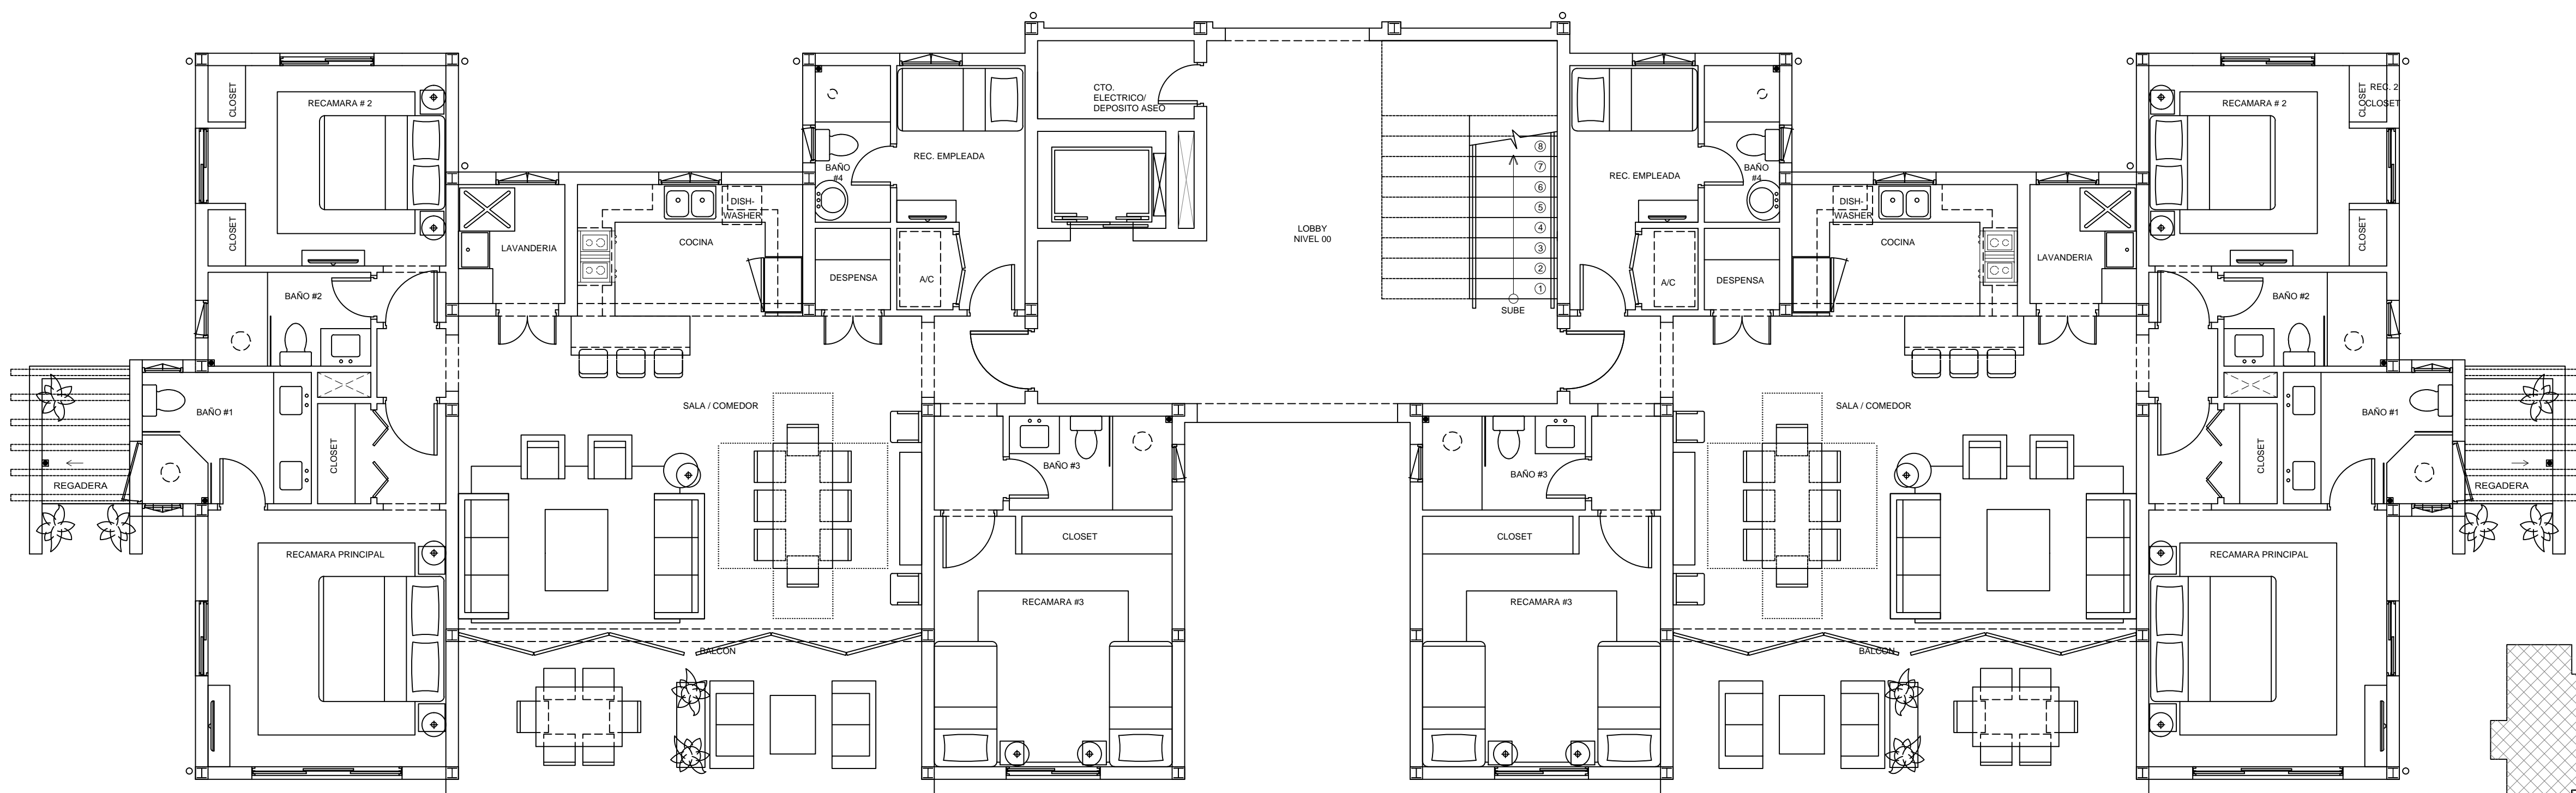 CLOSET
RECAMARA # 2
CLOSET
BAÑO #2
BAÑO #1
REGADERA
CLOSET
RECAMARA PRINCIPAL
LAVANDERIA
COCINA
DISH-
WASHER
BAÑO
#4
REC. EMPLEADA
DESPENSA
A/C
SALA / COMEDOR
BALCON
BAÑO #3
CLOSET
RECAMARA #3
CTO.
ELECTRICO/
DEPOSITO ASEO
LOBBY
NIVEL 00
8
7
6
5
4
3
2
1
SUBE
REC. EMPLEADA
BAÑO
#4
A/C
DESPENSA
DISH-
WASHER
COCINA
LAVANDERIA
SALA / COMEDOR
BAÑO #3
CLOSET
RECAMARA #3
BALCON
RECAMARA # 2
CLOSET
REC. 2
CLOSET
CLOSET
BAÑO #2
BAÑO #1
CLOSET
REGADERA
RECAMARA PRINCIPAL